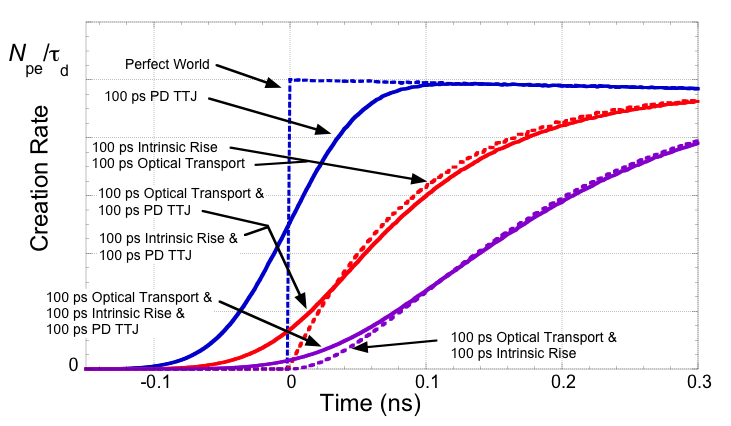 N_pe/τ_d
Creation Rate
Perfect World
100 ps PD TTJ
100 ps Intrinsic Rise
100 ps Optical Transport
100 ps Optical Transport &
100 ps PD TTJ
100 ps Intrinsic Rise &
100 ps PD TTJ
100 ps Optical Transport &
100 ps Intrinsic Rise &
100 ps PD TTJ
100 ps Optical Transport &
100 ps Intrinsic Rise
0
-0.1 0 0.1 0.2 0.3
Time (ns)